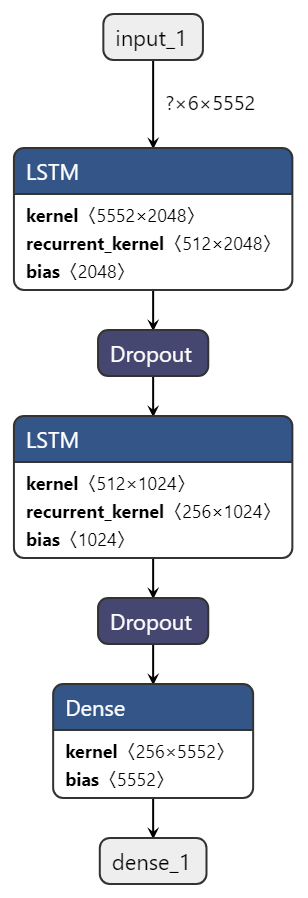 input_1
?×6×5552
LSTM
kernel〈5552×2048〉
recurrent_kernel〈512×2048〉
bias〈2048〉
Dropout
LSTM
kernel〈512×1024〉
recurrent_kernel〈256×1024〉
bias〈1024〉
Dropout
Dense
kernel〈256×5552〉
bias〈5552〉
dense_1